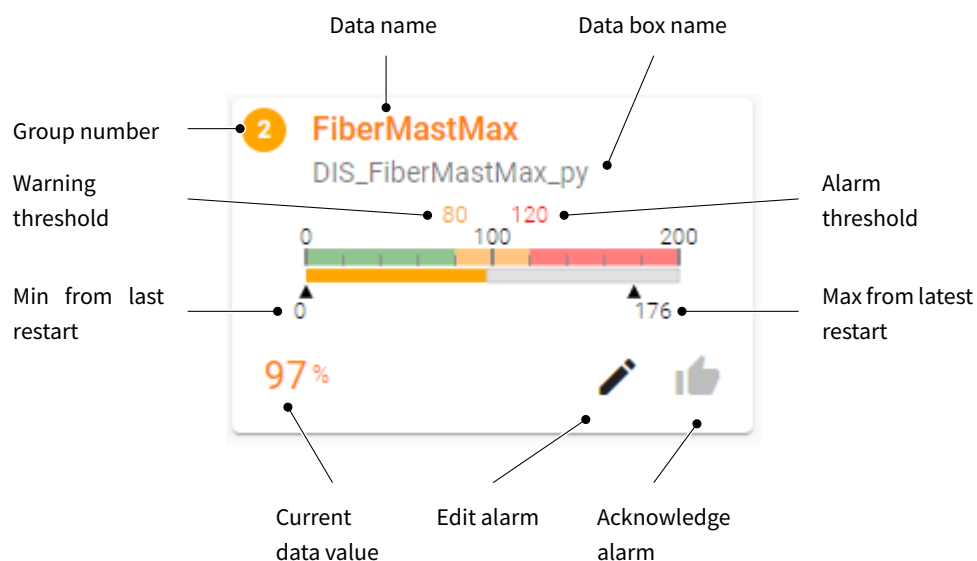 Data name
Data box name
Group number
2
FiberMastMax
DIS_FiberMastMax_py
Warning
threshold
80
120
Alarm
threshold
0
100
200
Min from last
restart
0
176
Max from latest
restart
97 %
Current
data value
Edit alarm
Acknowledge
alarm